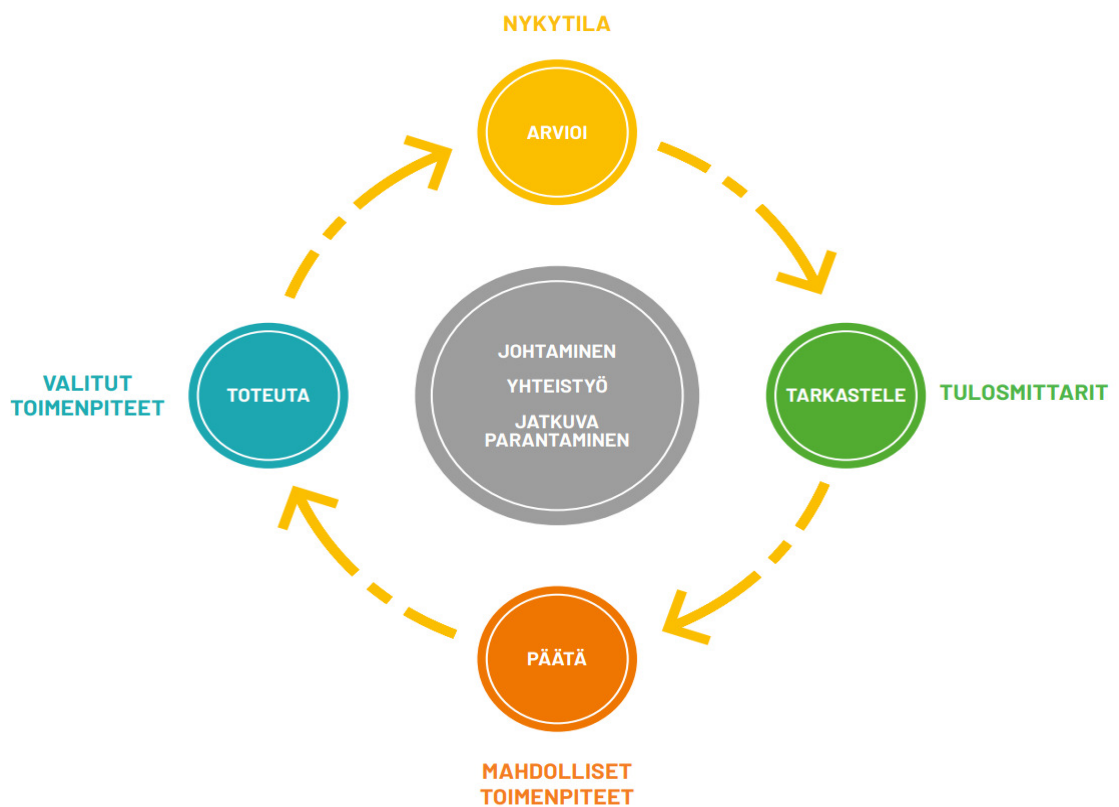 NYKYTILA
ARVIOI
JOHTAMINEN
YHTEISTYÖ
JATKUVA
PARANTAMINEN
VALITUT
TOIMENPITEET
TOTEUTA
TARKASTELE
TULOSMITTARIT
PÄÄTÄ
MAHDOLLISET
TOIMENPITEET